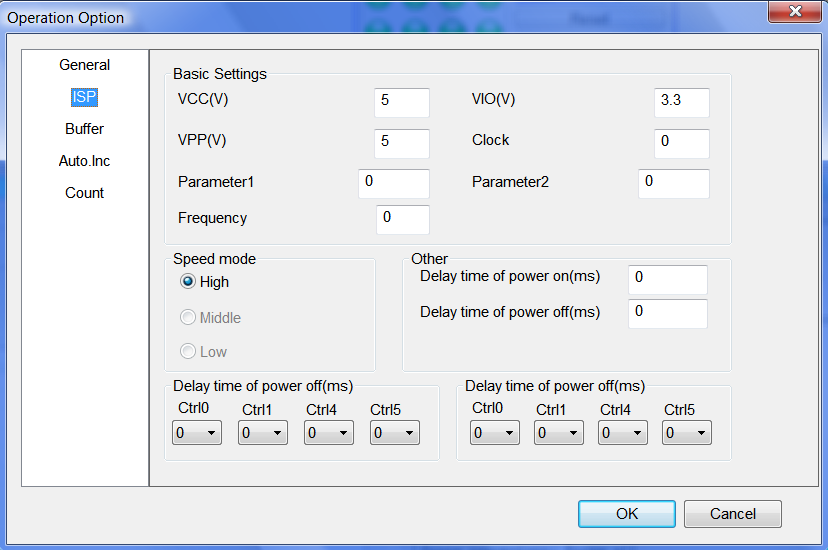 Operation Option
General
ISP
Buffer
Auto.Inc
Count
Basic Settings
VCC(V) 5 VIO(V) 3.3
VPP(V) 5 Clock 0
Parameter1 0 Parameter2 0
Frequency 0
Speed mode
High
Middle
Low
Other
Delay time of power on(ms) 0
Delay time of power off(ms) 0
Delay time of power off(ms)
Ctrl0 Ctrl1 Ctrl4 Ctrl5
0 0 0 0
Delay time of power off(ms)
Ctrl0 Ctrl1 Ctrl4 Ctrl5
0 0 0 0
OK Cancel